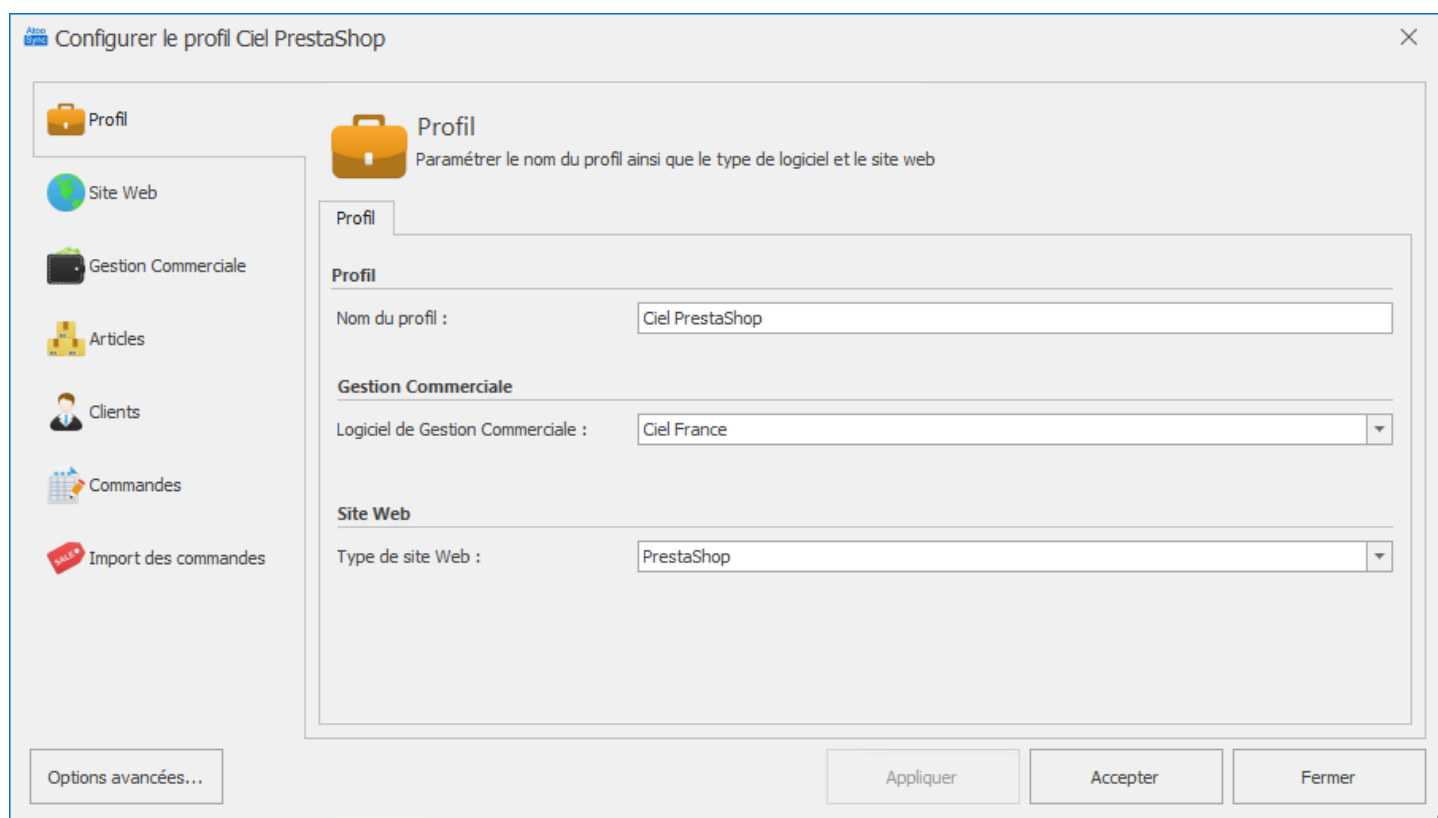 Atoo
Sync
Configurer le profil Ciel PrestaShop
Profil
Site Web
Gestion Commerciale
Articles
Clients
Commandes
SALE
Import des commandes
Profil
Paramétrer le nom du profil ainsi que le type de logiciel et le site web
Profil
Profil
Nom du profil :
Ciel PrestaShop
Gestion Commerciale
Logiciel de Gestion Commerciale :
Ciel France
Site Web
Type de site Web :
PrestaShop
Options avancées...
Appliquer
Accepter
Fermer